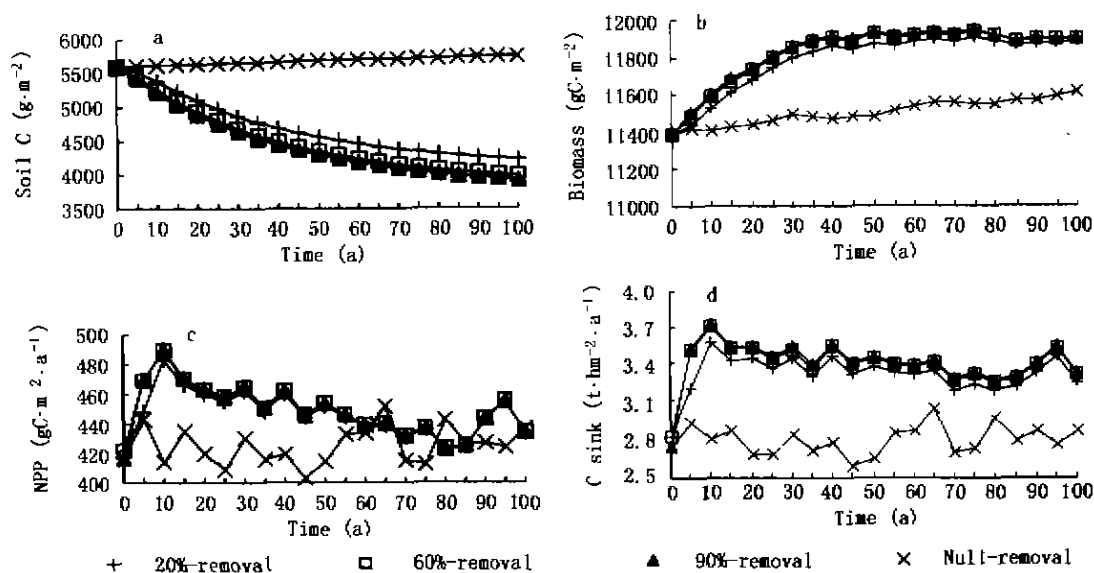 a
Soil C (g·m⁻²)
6000
5500
5000
4500
4000
3500
0 10 20 30 40 50 60 70 80 90 100
Time (a)
b
Biomass (gC·m⁻²)
12000
11800
11600
11400
11200
11000
0 10 20 30 40 50 60 70 80 90 100
Time (a)
c
NPP (gC·m⁻²·a⁻¹)
500
480
460
440
420
400
0 10 20 30 40 50 60 70 80 90 100
Time (a)
d
C sink (t·hm⁻²·a⁻¹)
4.0
3.7
3.4
3.1
2.8
2.5
0 10 20 30 40 50 60 70 80 90 100
Time (a)
20%-removal 60%-removal 90%-removal Null-removal